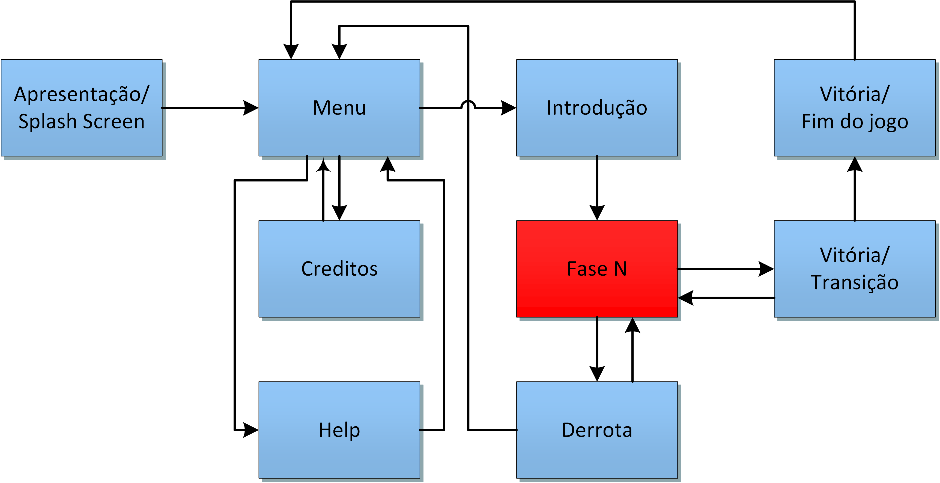 Apresentação/
Splash Screen
Menu
Introdução
Vitória/
Fim do jogo
Creditos
Fase N
Vitória/
Transição
Help
Derrota